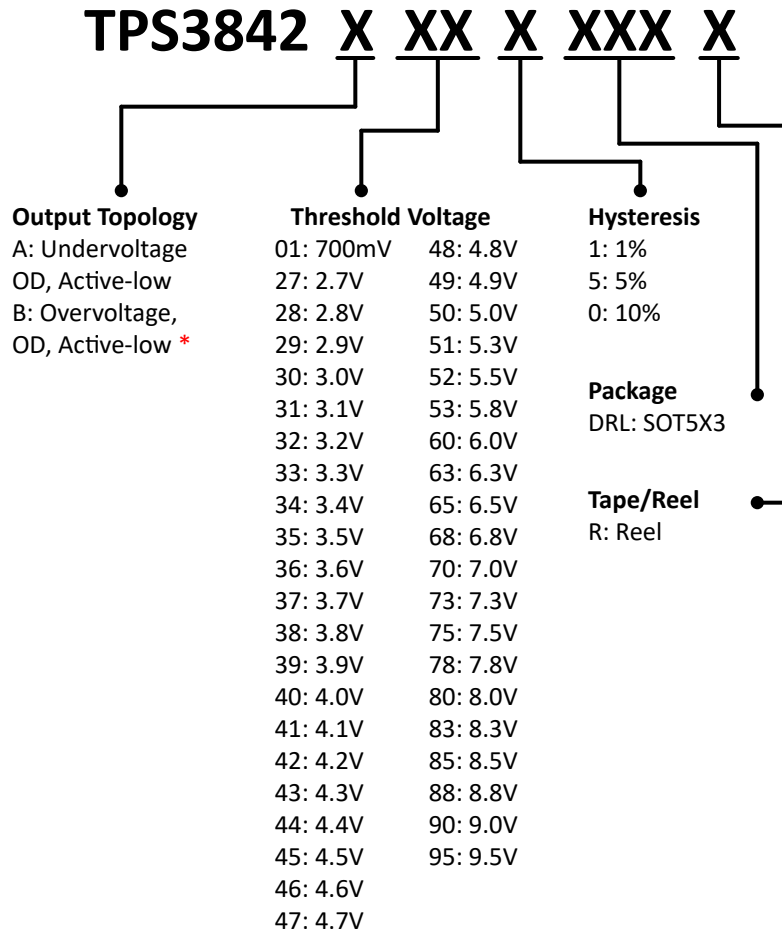 TPS3842 X XX X XXX X
Output Topology
A: Undervoltage
OD, Active-low
B: Overvoltage,
OD, Active-low *
Threshold Voltage
01: 700mV
27: 2.7V
28: 2.8V
29: 2.9V
30: 3.0V
31: 3.1V
32: 3.2V
33: 3.3V
34: 3.4V
35: 3.5V
36: 3.6V
37: 3.7V
38: 3.8V
39: 3.9V
40: 4.0V
41: 4.1V
42: 4.2V
43: 4.3V
44: 4.4V
45: 4.5V
46: 4.6V
47: 4.7V
48: 4.8V
49: 4.9V
50: 5.0V
51: 5.3V
52: 5.5V
53: 5.8V
60: 6.0V
63: 6.3V
65: 6.5V
68: 6.8V
70: 7.0V
73: 7.3V
75: 7.5V
78: 7.8V
80: 8.0V
83: 8.3V
85: 8.5V
88: 8.8V
90: 9.0V
95: 9.5V
Hysteresis
1: 1%
5: 5%
0: 10%
Package
DRL: SOT5X3
Tape/Reel
R: Reel